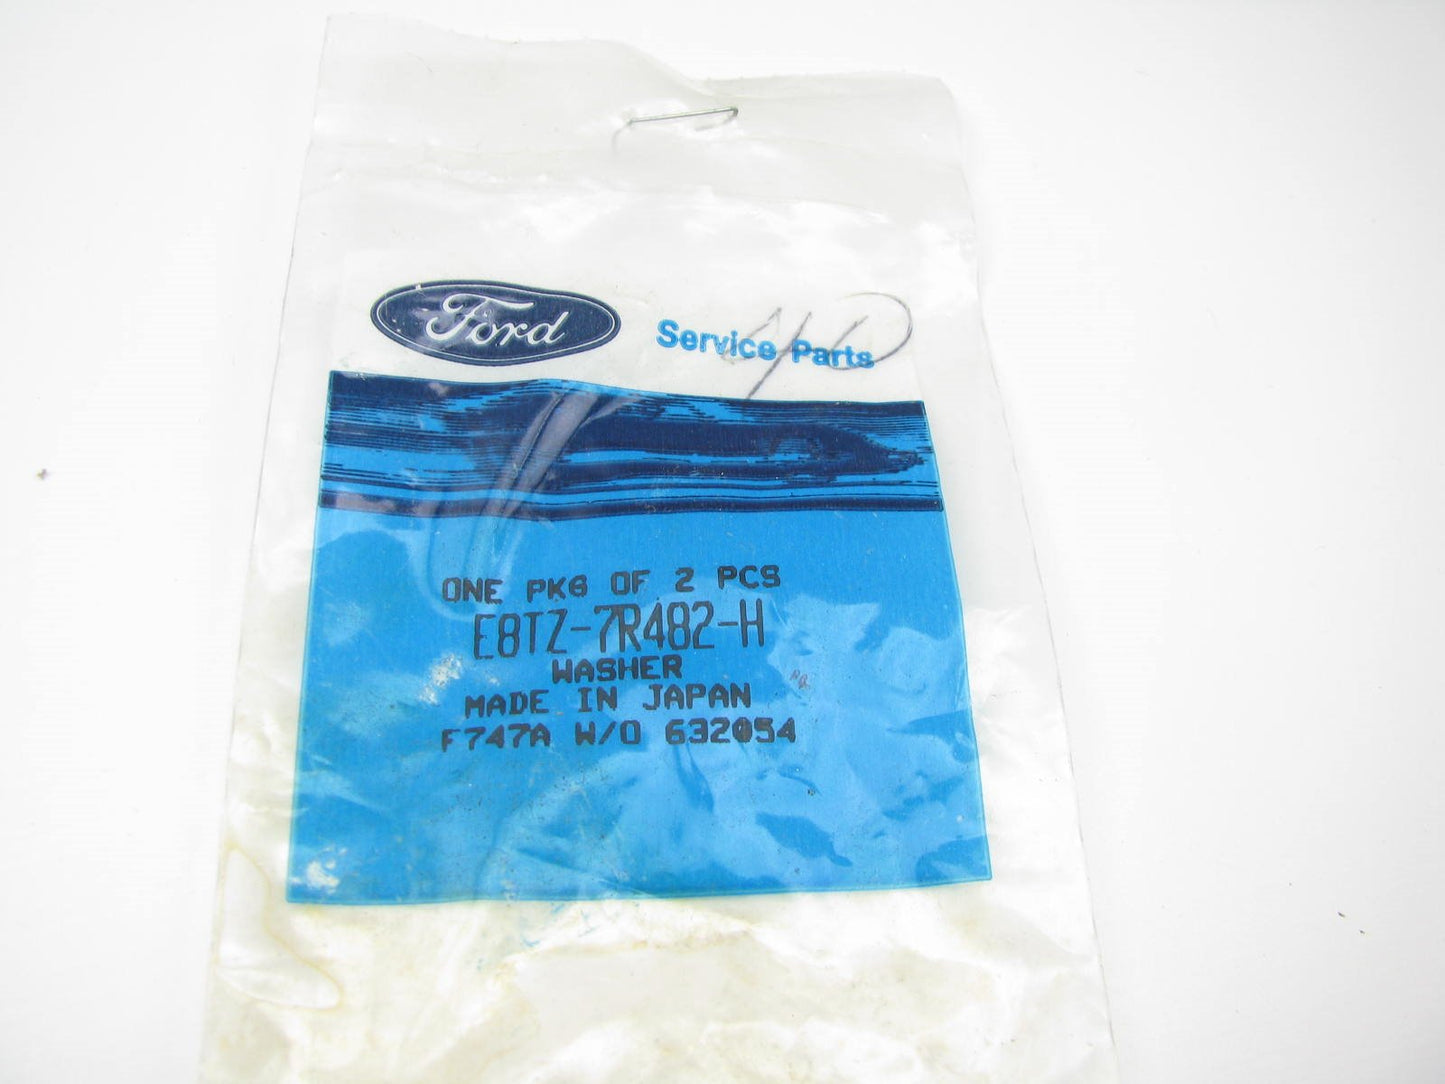 Ford
Service Parts
ONE PKG OF 2 PCS
E8TZ-7R482-H
WASHER
MADE IN JAPAN
F747A W/O 632054